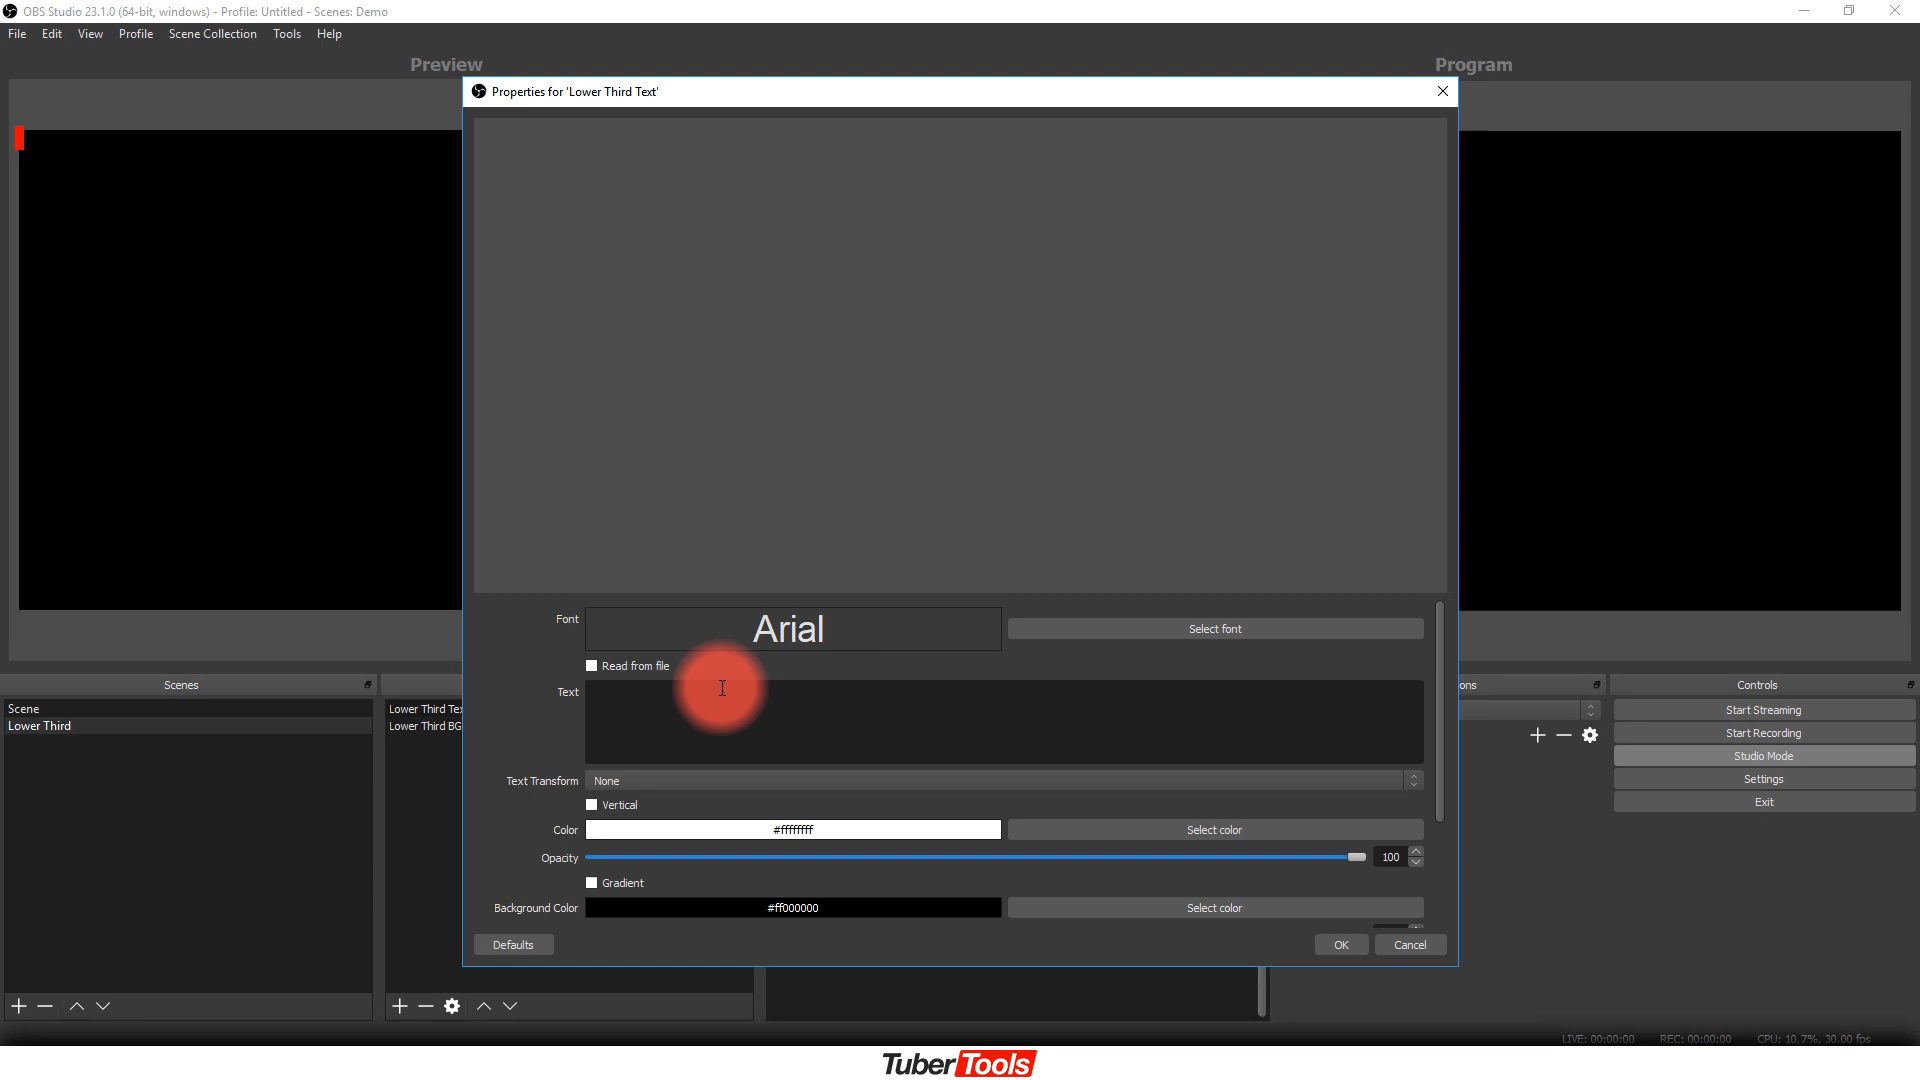 OBS Studio 23.1.0 (64-bit, windows) - Profile: Untitled - Scenes: Demo
File Edit View Profile Scene Collection Tools Help
Preview
Program
Properties for 'Lower Third Text'
Font Arial Select font
Read from file
Text
Text Transform None
Vertical
Color #ffffffff Select color
Opacity 100
Gradient
Background Color #ff000000 Select color
Defaults OK Cancel
Scenes
Scene
Lower Third
Lower Third Tex
Lower Third BG
ons
Controls
Start Streaming
Start Recording
Studio Mode
Settings
Exit
LIVE: 00:00:00 REC: 00:00:00 CPU: 10.7%, 30.00 fps
TuberTools